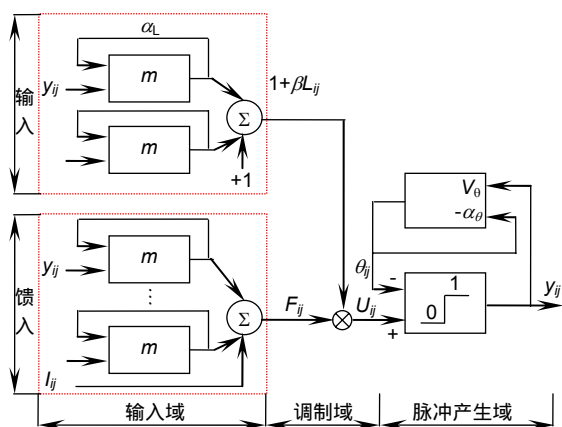 α_L
输入
y_ij
m
m
Σ
+1
1+βL_ij
V_θ
-α_θ
馈入
y_ij
m
⋮
m
I_ij
Σ
F_ij
U_ij
θ_ij
-
+
1
0
y_ij
输入域
调制域
脉冲产生域